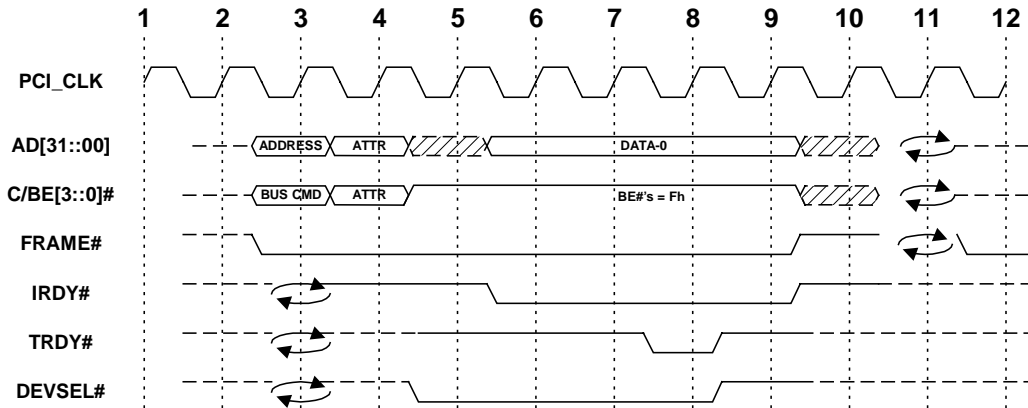 1 2 3 4 5 6 7 8 9 10 11 12
PCI_CLK
AD[31::00] ADDRESS ATTR DATA-0
C/BE[3::0]# BUS CMD ATTR BE#'s = Fh
FRAME#
IRDY#
TRDY#
DEVSEL#